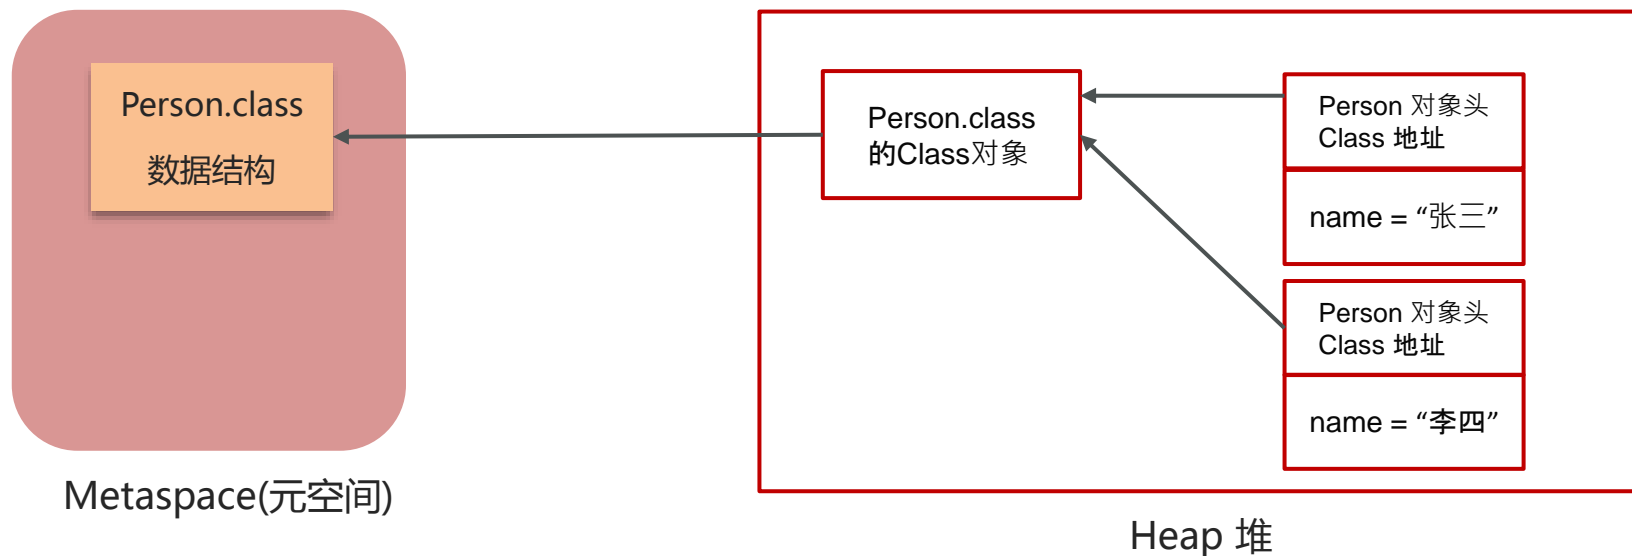 Person.class
数据结构
Metaspace(元空间)
Person.class
的Class对象
Person 对象头
Class 地址
name = “张三”
Person 对象头
Class 地址
name = “李四”
Heap 堆